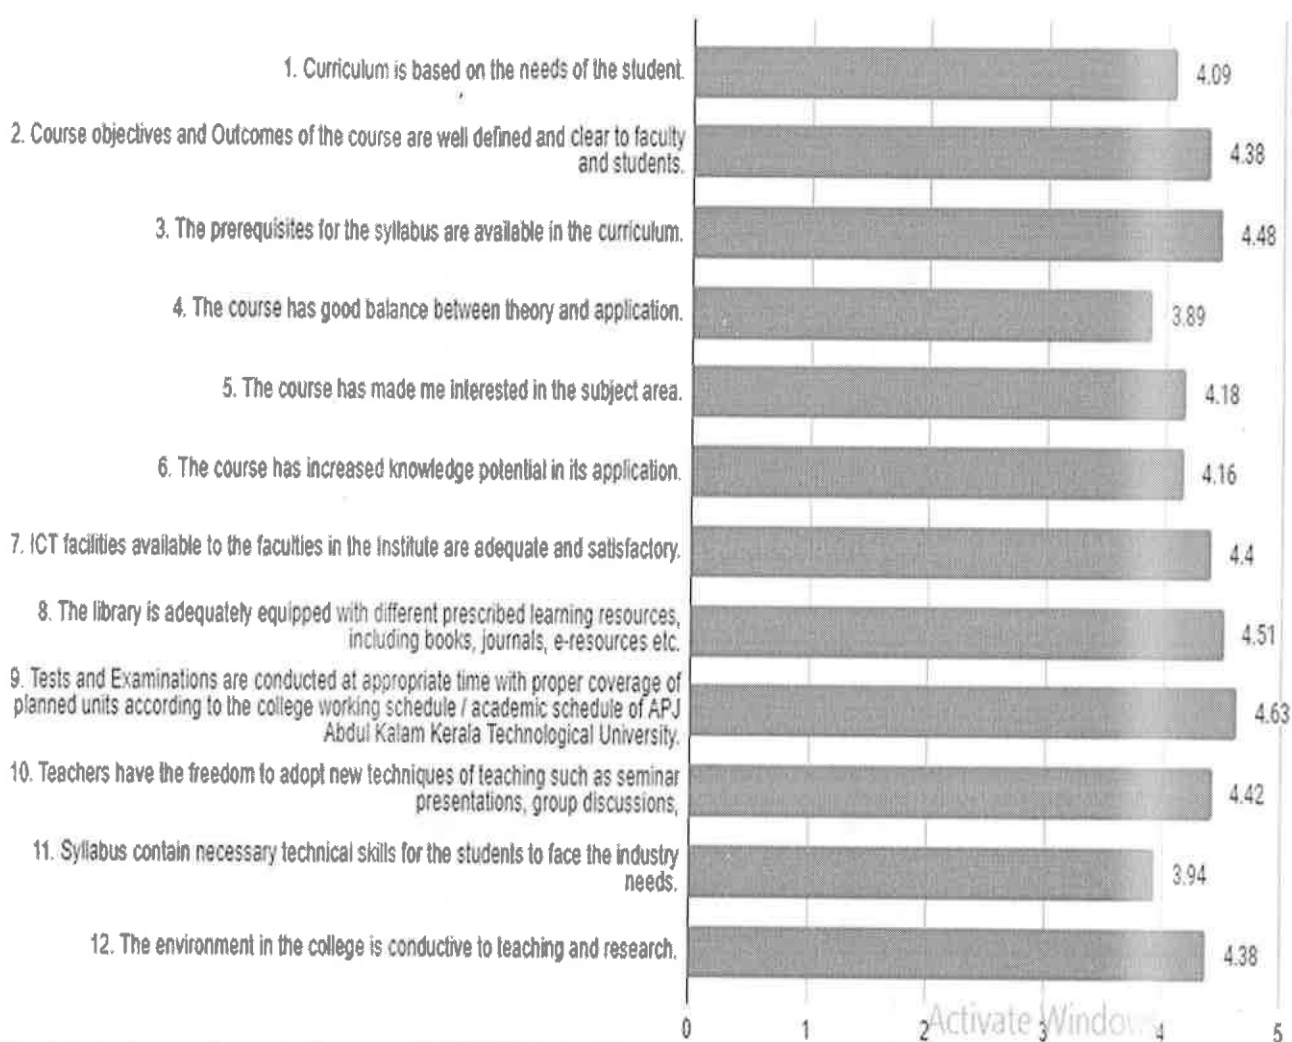 1. Curriculum is based on the needs of the student.
4.09
2. Course objectives and Outcomes of the course are well defined and clear to faculty
and students.
4.38
3. The prerequisites for the syllabus are available in the curriculum.
4.48
4. The course has good balance between theory and application.
3.89
5. The course has made me interested in the subject area.
4.18
6. The course has increased knowledge potential in its application.
4.16
7. ICT facilities available to the faculties in the Institute are adequate and satisfactory.
4.4
8. The library is adequately equipped with different prescribed learning resources,
including books, journals, e-resources etc.
4.51
9. Tests and Examinations are conducted at appropriate time with proper coverage of
planned units according to the college working schedule / academic schedule of APJ
Abdul Kalam Kerala Technological University.
4.63
10. Teachers have the freedom to adopt new techniques of teaching such as seminar
presentations, group discussions,
4.42
11. Syllabus contain necessary technical skills for the students to face the industry
needs.
3.94
12. The environment in the college is conductive to teaching and research.
4.38
0 1 2 3 4 5
Activate Window